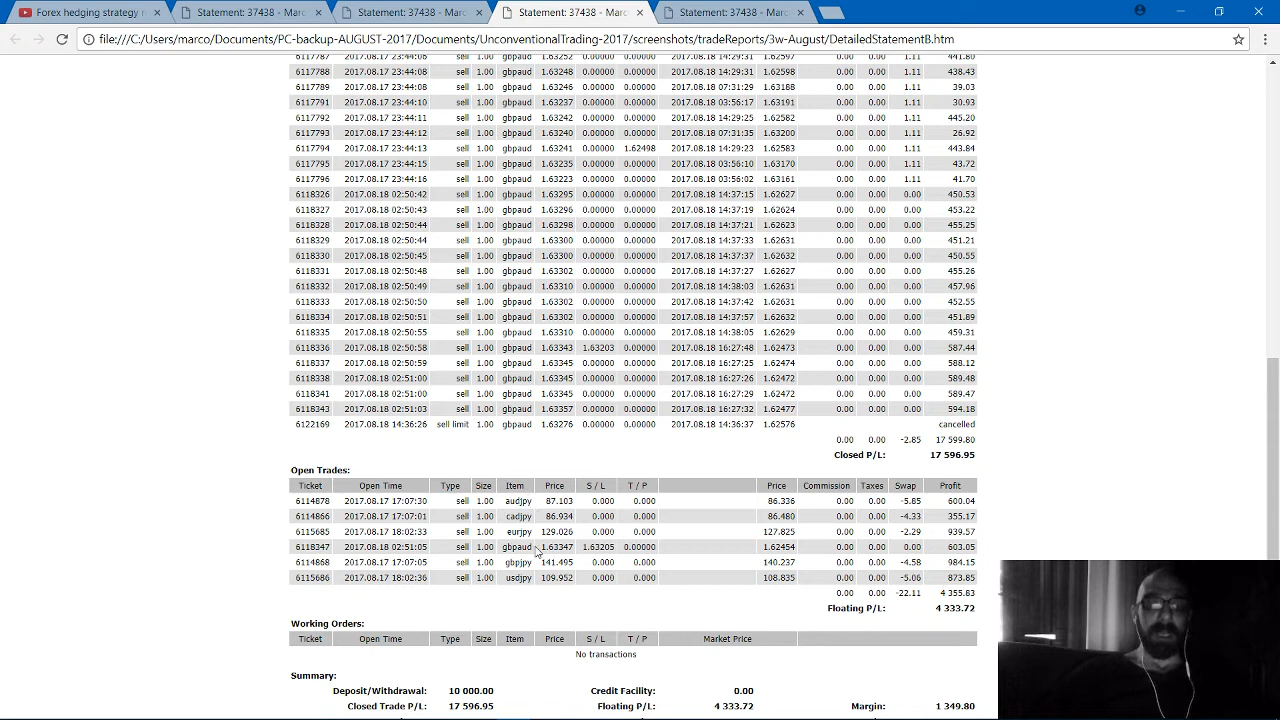 Forex hedging strategy
Statement: 37438 - Marc
Statement: 37438 - Marc
Statement: 37438 - Marc
Statement: 37438 - Marc
file:///C:/Users/marco/Documents/PC-backup-AUGUST-2017/Documents/UnconventionalTrading-2017/screenshots/tradeReports/3w-August/DetailedStatementB.htm
6117787 2017.08.17 23:44:06 sell 1.00 gbpaud 1.63252 0.00000 0.00000 2017.08.18 14:29:31 1.62597 0.00 0.00 1.11 441.80
6117788 2017.08.17 23:44:08 sell 1.00 gbpaud 1.63248 0.00000 0.00000 2017.08.18 14:29:31 1.62598 0.00 0.00 1.11 438.43
6117789 2017.08.17 23:44:08 sell 1.00 gbpaud 1.63246 0.00000 0.00000 2017.08.18 07:31:29 1.63188 0.00 0.00 1.11 39.03
6117791 2017.08.17 23:44:10 sell 1.00 gbpaud 1.63237 0.00000 0.00000 2017.08.18 03:56:17 1.63191 0.00 0.00 1.11 30.93
6117792 2017.08.17 23:44:11 sell 1.00 gbpaud 1.63242 0.00000 0.00000 2017.08.18 14:29:25 1.62582 0.00 0.00 1.11 445.20
6117793 2017.08.17 23:44:12 sell 1.00 gbpaud 1.63240 0.00000 0.00000 2017.08.18 07:31:35 1.63200 0.00 0.00 1.11 26.92
6117794 2017.08.17 23:44:13 sell 1.00 gbpaud 1.63241 0.00000 1.62498 2017.08.18 14:29:23 1.62583 0.00 0.00 1.11 443.84
6117795 2017.08.17 23:44:15 sell 1.00 gbpaud 1.63235 0.00000 0.00000 2017.08.18 03:56:10 1.63170 0.00 0.00 1.11 43.72
6117796 2017.08.17 23:44:16 sell 1.00 gbpaud 1.63223 0.00000 0.00000 2017.08.18 03:56:02 1.63161 0.00 0.00 1.11 41.70
6118326 2017.08.18 02:50:42 sell 1.00 gbpaud 1.63295 0.00000 0.00000 2017.08.18 14:37:15 1.62627 0.00 0.00 0.00 450.53
6118327 2017.08.18 02:50:43 sell 1.00 gbpaud 1.63296 0.00000 0.00000 2017.08.18 14:37:19 1.62624 0.00 0.00 0.00 453.22
6118328 2017.08.18 02:50:44 sell 1.00 gbpaud 1.63298 0.00000 0.00000 2017.08.18 14:37:21 1.62623 0.00 0.00 0.00 455.25
6118329 2017.08.18 02:50:44 sell 1.00 gbpaud 1.63300 0.00000 0.00000 2017.08.18 14:37:33 1.62631 0.00 0.00 0.00 451.21
6118330 2017.08.18 02:50:45 sell 1.00 gbpaud 1.63300 0.00000 0.00000 2017.08.18 14:37:37 1.62632 0.00 0.00 0.00 450.55
6118331 2017.08.18 02:50:48 sell 1.00 gbpaud 1.63302 0.00000 0.00000 2017.08.18 14:37:27 1.62627 0.00 0.00 0.00 455.26
6118332 2017.08.18 02:50:49 sell 1.00 gbpaud 1.63310 0.00000 0.00000 2017.08.18 14:38:03 1.62631 0.00 0.00 0.00 457.96
6118333 2017.08.18 02:50:50 sell 1.00 gbpaud 1.63302 0.00000 0.00000 2017.08.18 14:37:42 1.62631 0.00 0.00 0.00 452.55
6118334 2017.08.18 02:50:51 sell 1.00 gbpaud 1.63302 0.00000 0.00000 2017.08.18 14:37:57 1.62632 0.00 0.00 0.00 451.89
6118335 2017.08.18 02:50:55 sell 1.00 gbpaud 1.63310 0.00000 0.00000 2017.08.18 14:38:05 1.62629 0.00 0.00 0.00 459.31
6118336 2017.08.18 02:50:58 sell 1.00 gbpaud 1.63343 1.63203 0.00000 2017.08.18 16:27:48 1.62473 0.00 0.00 0.00 587.44
6118337 2017.08.18 02:50:59 sell 1.00 gbpaud 1.63345 0.00000 0.00000 2017.08.18 16:27:25 1.62474 0.00 0.00 0.00 588.12
6118338 2017.08.18 02:51:00 sell 1.00 gbpaud 1.63345 0.00000 0.00000 2017.08.18 16:27:26 1.62472 0.00 0.00 0.00 589.48
6118341 2017.08.18 02:51:00 sell 1.00 gbpaud 1.63345 0.00000 0.00000 2017.08.18 16:27:29 1.62472 0.00 0.00 0.00 589.47
6118343 2017.08.18 02:51:03 sell 1.00 gbpaud 1.63357 0.00000 0.00000 2017.08.18 16:27:32 1.62477 0.00 0.00 0.00 594.18
6122169 2017.08.18 14:36:26 sell limit 1.00 gbpaud 1.63276 0.00000 0.00000 2017.08.18 14:36:37 1.62576 cancelled
0.00 0.00 -2.85 17 599.80
Closed P/L: 17 596.95
Open Trades:
Ticket Open Time Type Size Item Price S / L T / P Price Commission Taxes Swap Profit
6114878 2017.08.17 17:07:30 sell 1.00 audjpy 87.103 0.000 0.000 86.336 0.00 0.00 -5.85 600.04
6114866 2017.08.17 17:07:01 sell 1.00 cadjpy 86.934 0.000 0.000 86.480 0.00 0.00 -4.33 355.17
6115685 2017.08.17 18:02:33 sell 1.00 eurjpy 129.026 0.000 0.000 127.825 0.00 0.00 -2.29 939.57
6118347 2017.08.18 02:51:05 sell 1.00 gbpaud 1.63347 1.63205 0.00000 1.62454 0.00 0.00 0.00 603.05
6114868 2017.08.17 17:07:05 sell 1.00 gbpjpy 141.495 0.000 0.000 140.237 0.00 0.00 -4.58 984.15
6115686 2017.08.17 18:02:36 sell 1.00 usdjpy 109.952 0.000 0.000 108.835 0.00 0.00 -5.06 873.85
0.00 0.00 -22.11 4 355.83
Floating P/L: 4 333.72
Working Orders:
Ticket Open Time Type Size Item Price S / L T / P Market Price
No transactions
Summary:
Deposit/Withdrawal: 10 000.00 Credit Facility: 0.00
Closed Trade P/L: 17 596.95 Floating P/L: 4 333.72 Margin: 1 349.80